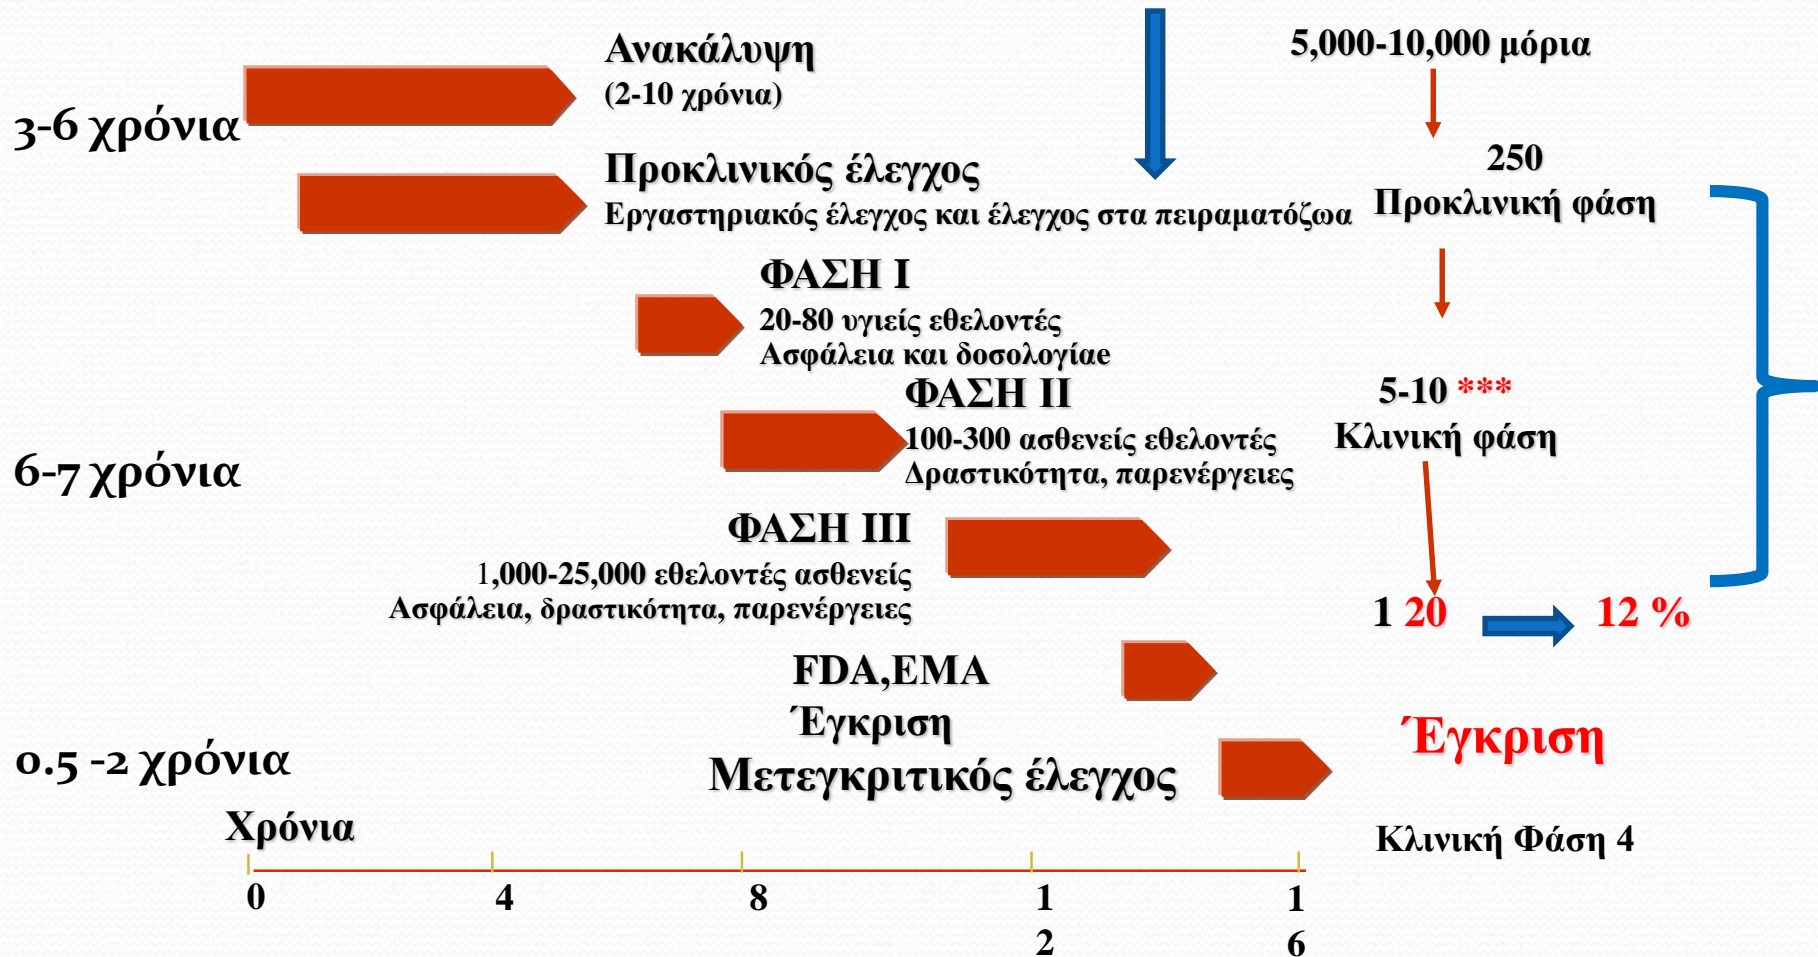 Ανακάλυψη
(2-10 χρόνια)
5,000-10,000 μόρια
3-6 χρόνια
Προκλινικός έλεγχος
Εργαστηριακός έλεγχος και έλεγχος στα πειραματόζωα
250
Προκλινική φάση
ΦΑΣΗ I
20-80 υγιείς εθελοντές
Ασφάλεια και δοσολογίαe
ΦΑΣΗ II
100-300 ασθενείς εθελοντές
Δραστικότητα, παρενέργειες
5-10 ***
Κλινική φάση
6-7 χρόνια
ΦΑΣΗ III
1,000-25,000 εθελοντές ασθενείς
Ασφάλεια, δραστικότητα, παρενέργειες
1 20
12 %
FDA,EMA
Έγκριση
Μετεγκριτικός έλεγχος
Έγκριση
0.5 -2 χρόνια
Χρόνια
Κλινική Φάση 4
0
4
8
1
2
1
6